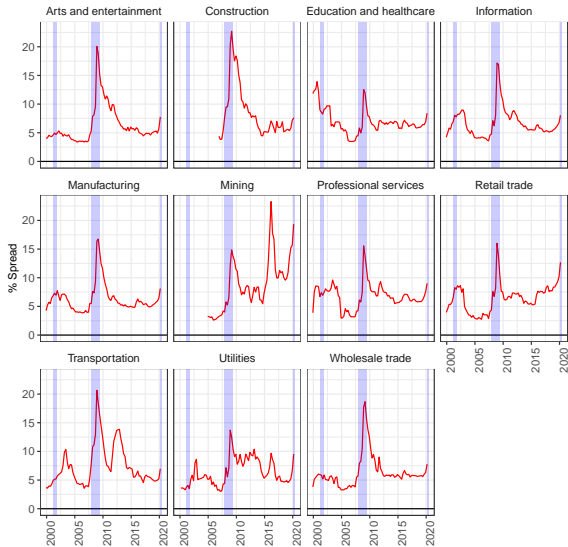 Arts and entertainment
Construction
Education and healthcare
Information
20
15
10
5
0
Manufacturing
Mining
Professional services
Retail trade
% Spread
20
15
10
5
0
2000
2005
2010
2015
2020
Transportation
Utilities
Wholesale trade
20
15
10
5
0
2000
2005
2010
2015
2020
2000
2005
2010
2015
2020
2000
2005
2010
2015
2020